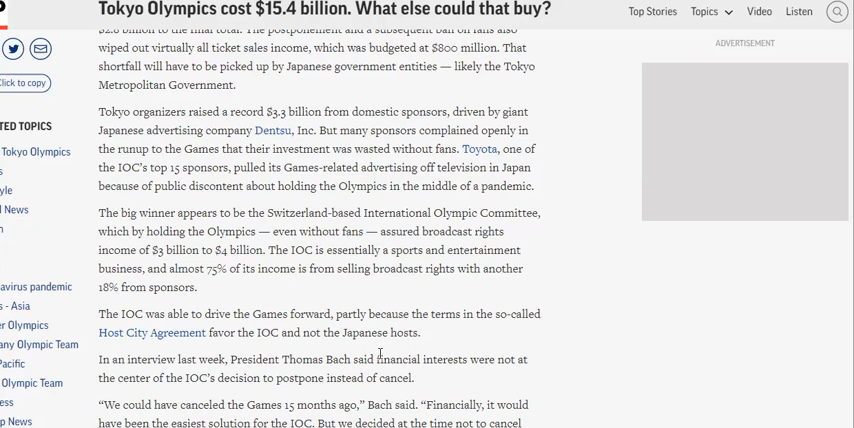 Tokyo Olympics cost $15.4 billion. What else could that buy?
Top Stories Topics Video Listen
$2.8 billion to the final total. The postponement and a subsequent ban on fans also
wiped out virtually all ticket sales income, which was budgeted at $800 million. That
shortfall will have to be picked up by Japanese government entities — likely the Tokyo
Metropolitan Government.
Click to copy
TED TOPICS
Tokyo Olympics
s
yle
l News
n
avirus pandemic
s - Asia
er Olympics
any Olympic Team
Pacific
Olympic Team
ess
p News
Tokyo organizers raised a record $3.3 billion from domestic sponsors, driven by giant
Japanese advertising company Dentsu, Inc. But many sponsors complained openly in
the runup to the Games that their investment was wasted without fans. Toyota, one of
the IOC’s top 15 sponsors, pulled its Games-related advertising off television in Japan
because of public discontent about holding the Olympics in the middle of a pandemic.
The big winner appears to be the Switzerland-based International Olympic Committee,
which by holding the Olympics — even without fans — assured broadcast rights
income of $3 billion to $4 billion. The IOC is essentially a sports and entertainment
business, and almost 75% of its income is from selling broadcast rights with another
18% from sponsors.
The IOC was able to drive the Games forward, partly because the terms in the so-called
Host City Agreement favor the IOC and not the Japanese hosts.
In an interview last week, President Thomas Bach said financial interests were not at
the center of the IOC’s decision to postpone instead of cancel.
“We could have canceled the Games 15 months ago,” Bach said. “Financially, it would
have been the easiest solution for the IOC. But we decided at the time not to cancel
ADVERTISEMENT